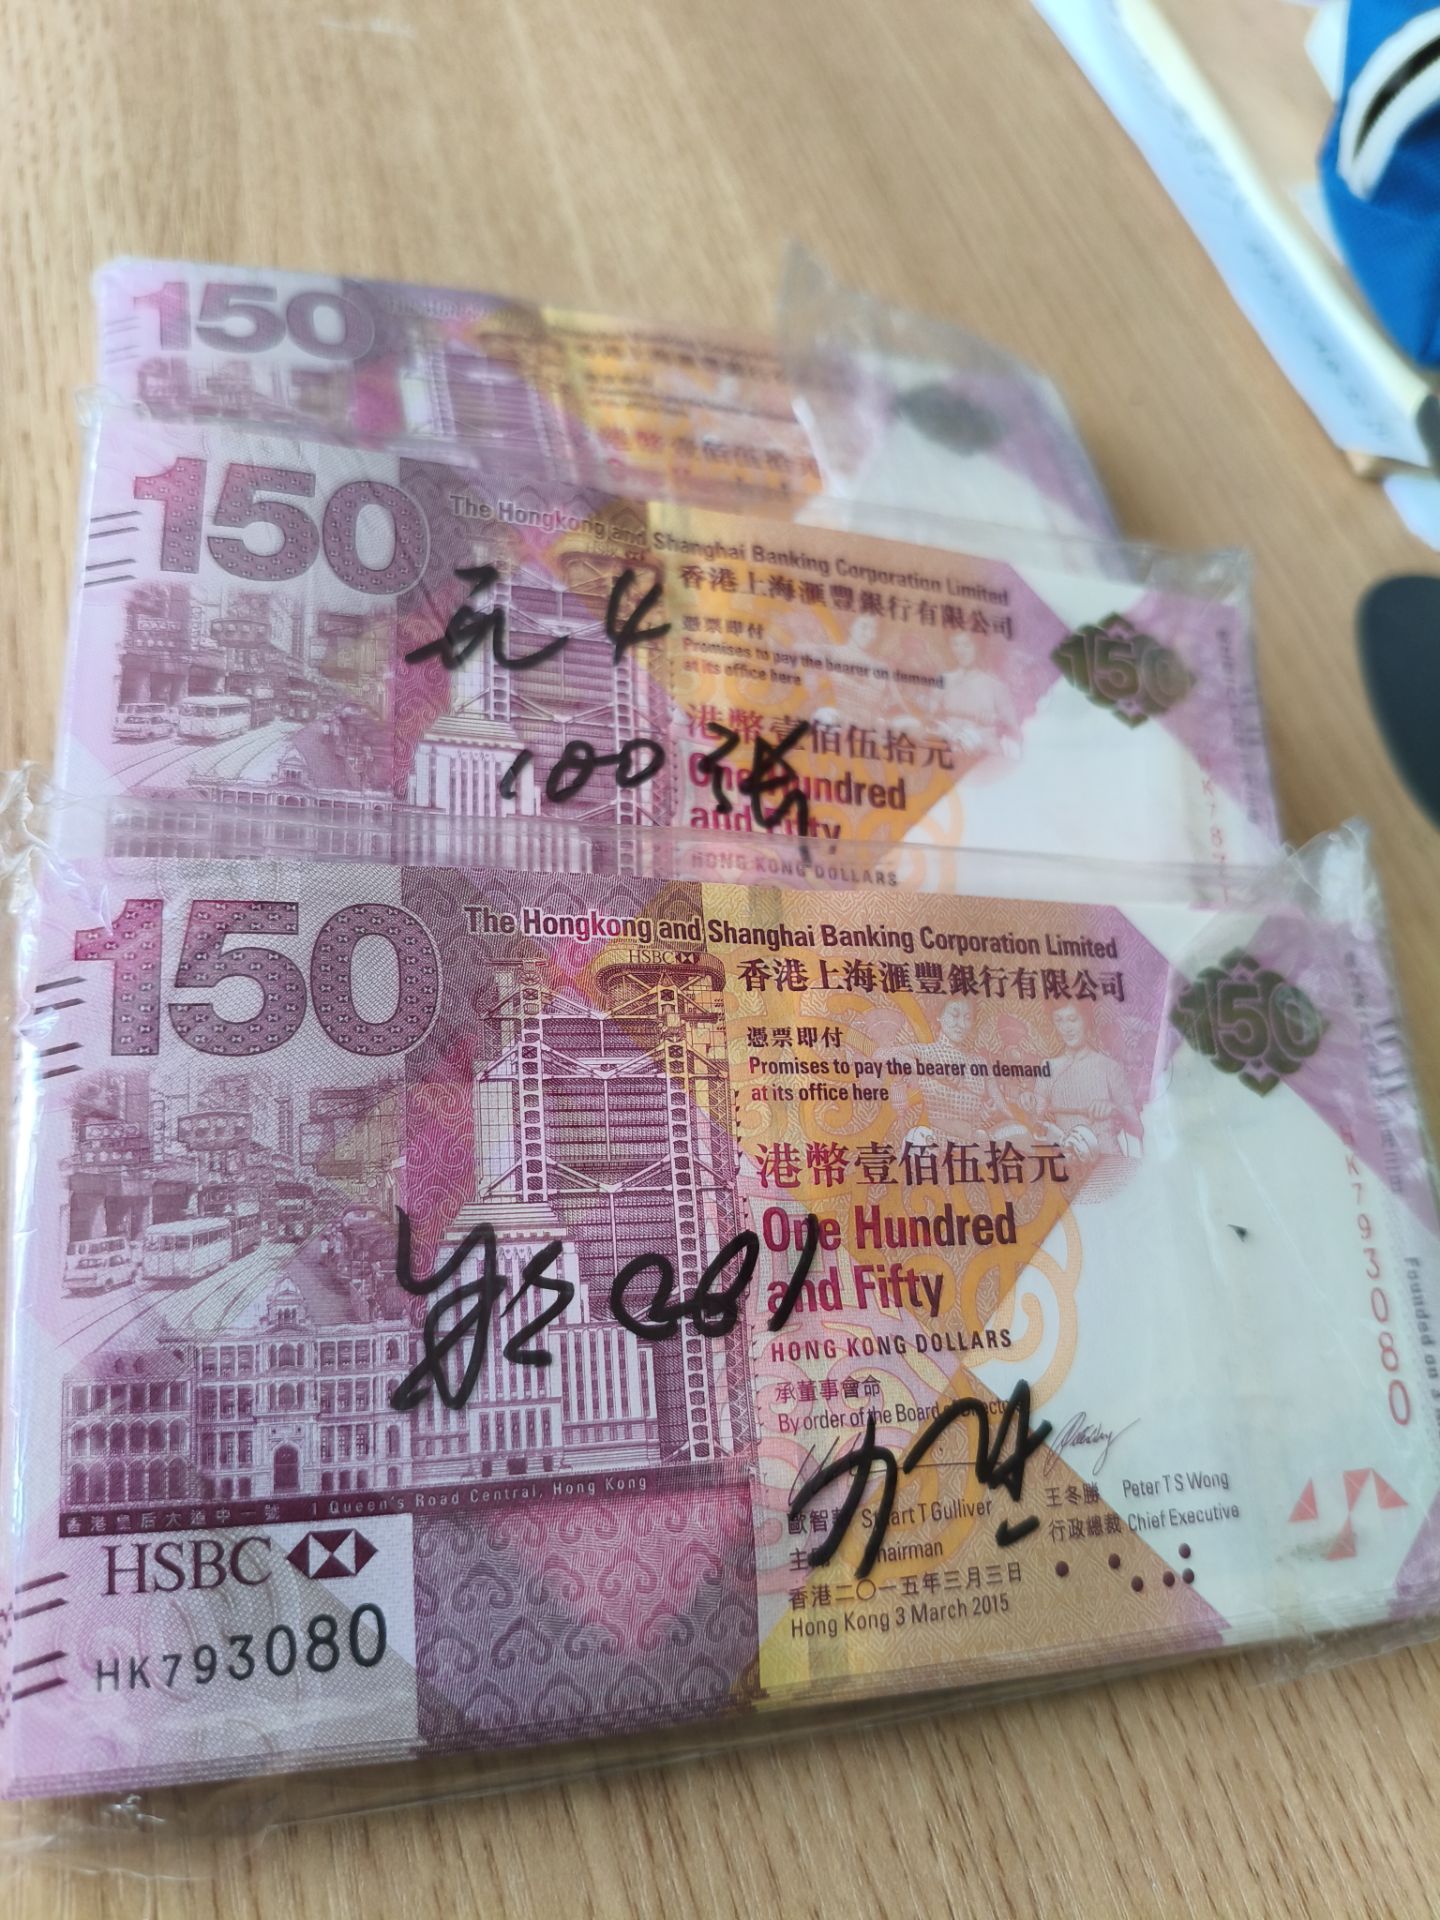 150
150
The Hongkong and Shanghai Banking Corporation Limited
香港上海滙豐銀行有限公司
憑票即付
Promises to pay the bearer on demand
at its office here
150
港幣壹佰伍拾元
One Hundred
and Fifty
HONG KONG DOLLARS
100张
150
The Hongkong and Shanghai Banking Corporation Limited
HSBC
香港上海滙豐銀行有限公司
憑票即付
Promises to pay the bearer on demand
at its office here
150
港幣壹佰伍拾元
One Hundred
and Fifty
HONG KONG DOLLARS
承董事會命
By order of the Board of Directors
Stuart T Gulliver
Chairman
王冬勝 Peter T S Wong
行政總裁 Chief Executive
香港二〇一五年三月三日
Hong Kong 3 March 2015
香港皇后大道中一號 1 Queen's Road Central, Hong Kong
HSBC
HK793080
HK793080
Founded on 3